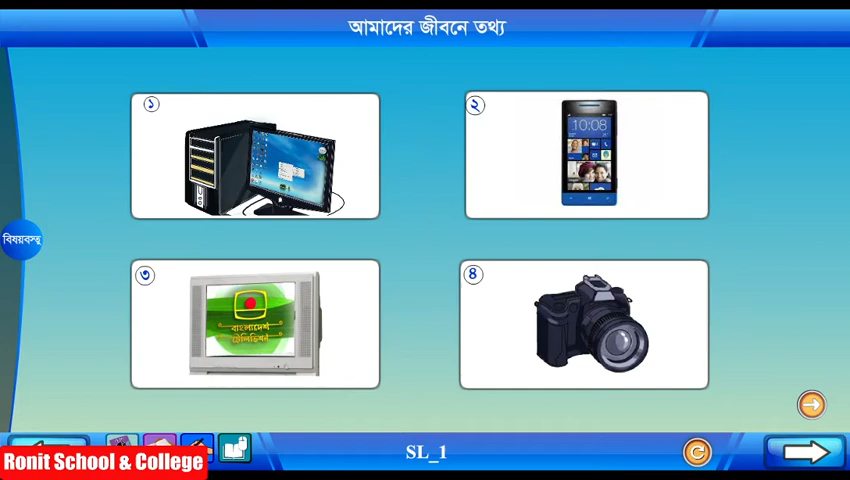 আমাদের জীবনে তথ্য
১
২
10:08
বিষয়বস্তু
৩
বাংলাদেশ
টেলিভিশন
৪
SL_1
Ronit School & College